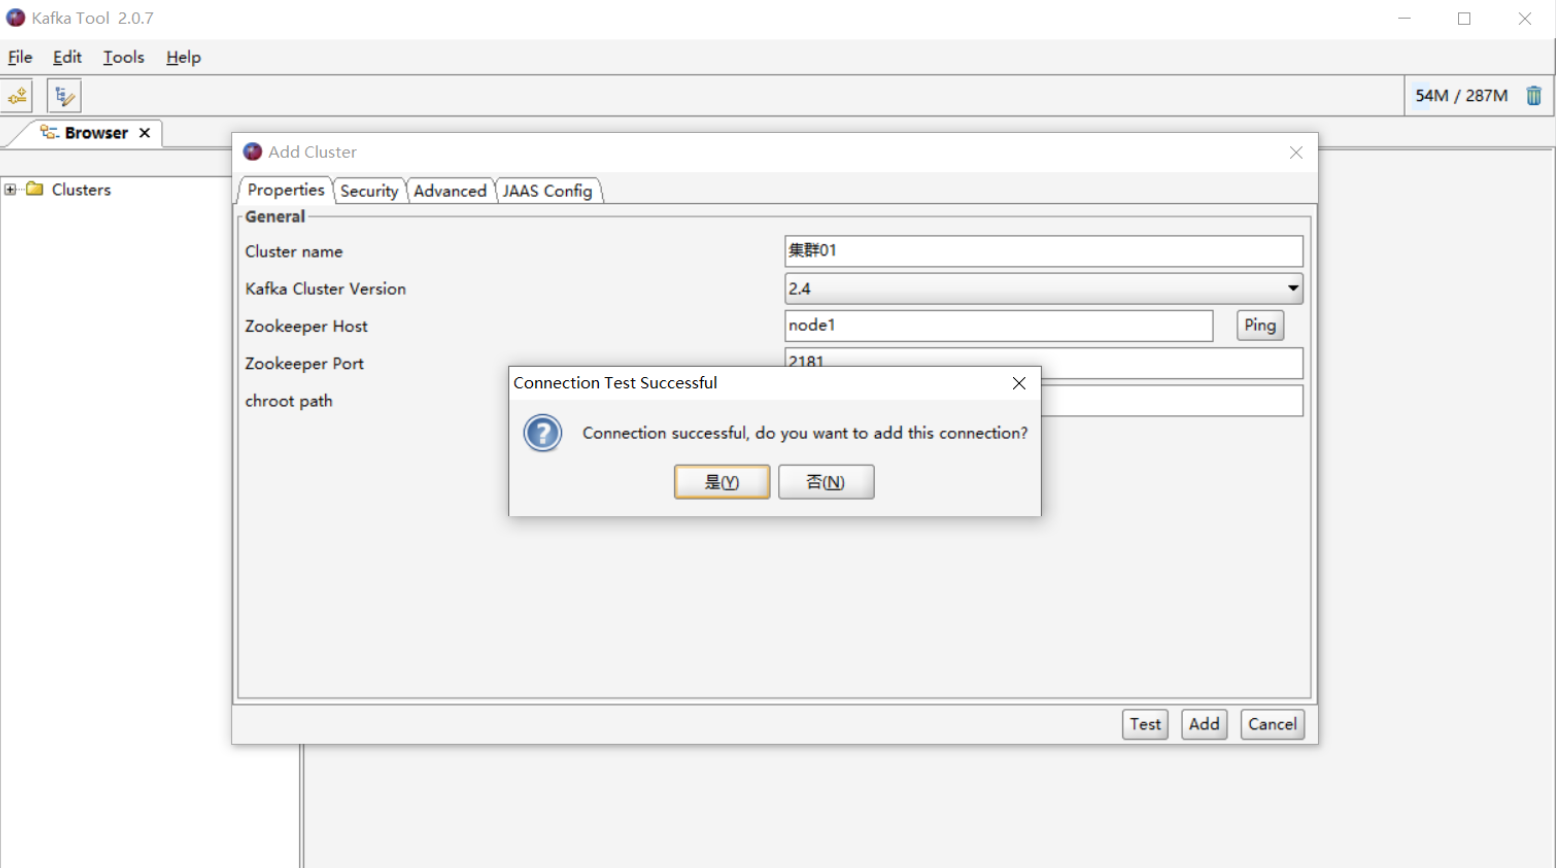 Kafka Tool 2.0.7
File Edit Tools Help
54M / 287M
Browser
Add Cluster
Clusters
Properties Security Advanced JAAS Config
General
Cluster name 集群01
Kafka Cluster Version 2.4
Zookeeper Host node1 Ping
Zookeeper Port 2181
chroot path
Connection Test Successful
Connection successful, do you want to add this connection?
是(Y) 否(N)
Test Add Cancel